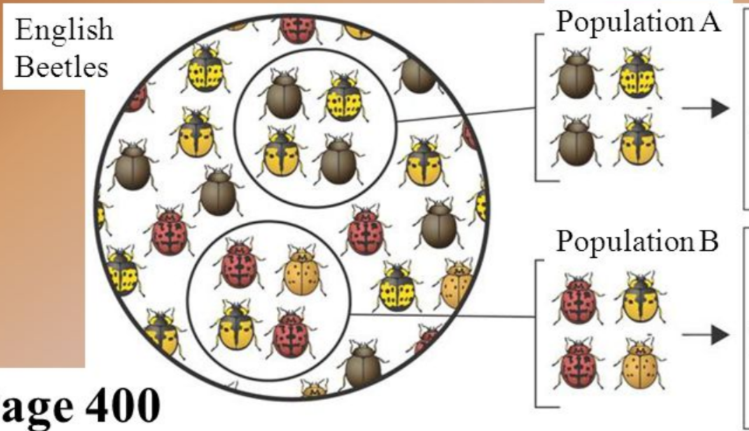 English
Beetles
Population A
Population B
age 400